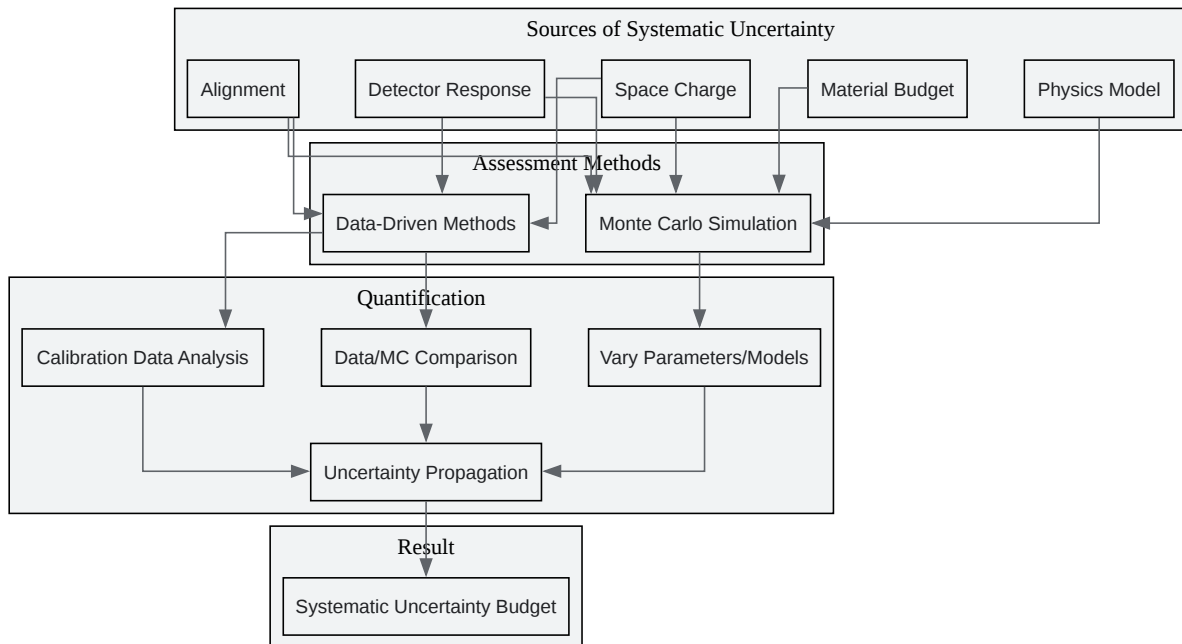 Sources of Systematic Uncertainty
Alignment
Detector Response
Space Charge
Material Budget
Physics Model
Assessment Methods
Data-Driven Methods
Monte Carlo Simulation
Quantification
Calibration Data Analysis
Data/MC Comparison
Vary Parameters/Models
Uncertainty Propagation
Result
Systematic Uncertainty Budget